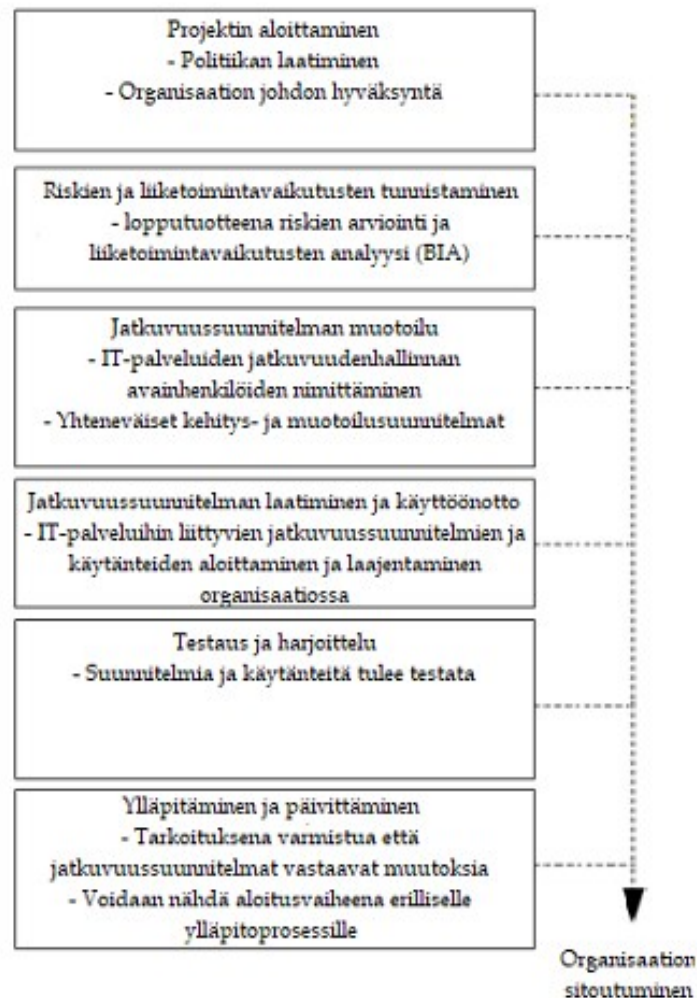 Projektin aloittaminen
- Politiikan laatiminen
- Organisaation johdon hyväksyntä
Riskien ja liiketoimintavaikutusten tunnistaminen
- lopputuotteena riskien arviointi ja
liiketoimintavaikutusten analyysi (BIA)
Jatkuvuussuunnitelman muotoilu
- IT-palveluiden jatkuvuudenhallinnan
avainhenkilöiden nimittäminen
- Yhteneväiset kehitys- ja muotoilusuunnitelmat
Jatkuvuussuunnitelman laatiminen ja käyttöönotto
- IT-palveluihin liittyvien jatkuvuussuunnitelmien ja
käytänteiden aloittaminen ja laajentaminen
organisaatiossa
Testaus ja harjoittelu
- Suunnitelmia ja käytänteitä tulee testata
Ylläpitäminen ja päivittäminen
- Tarkoituksena varmistua että
jatkuvuussuunnitelmat vastaavat muutoksia
- Voidaan nähdä aloitusvaiheena erilliselle
ylläpitoprosessille
Organisaation
sitoutuminen